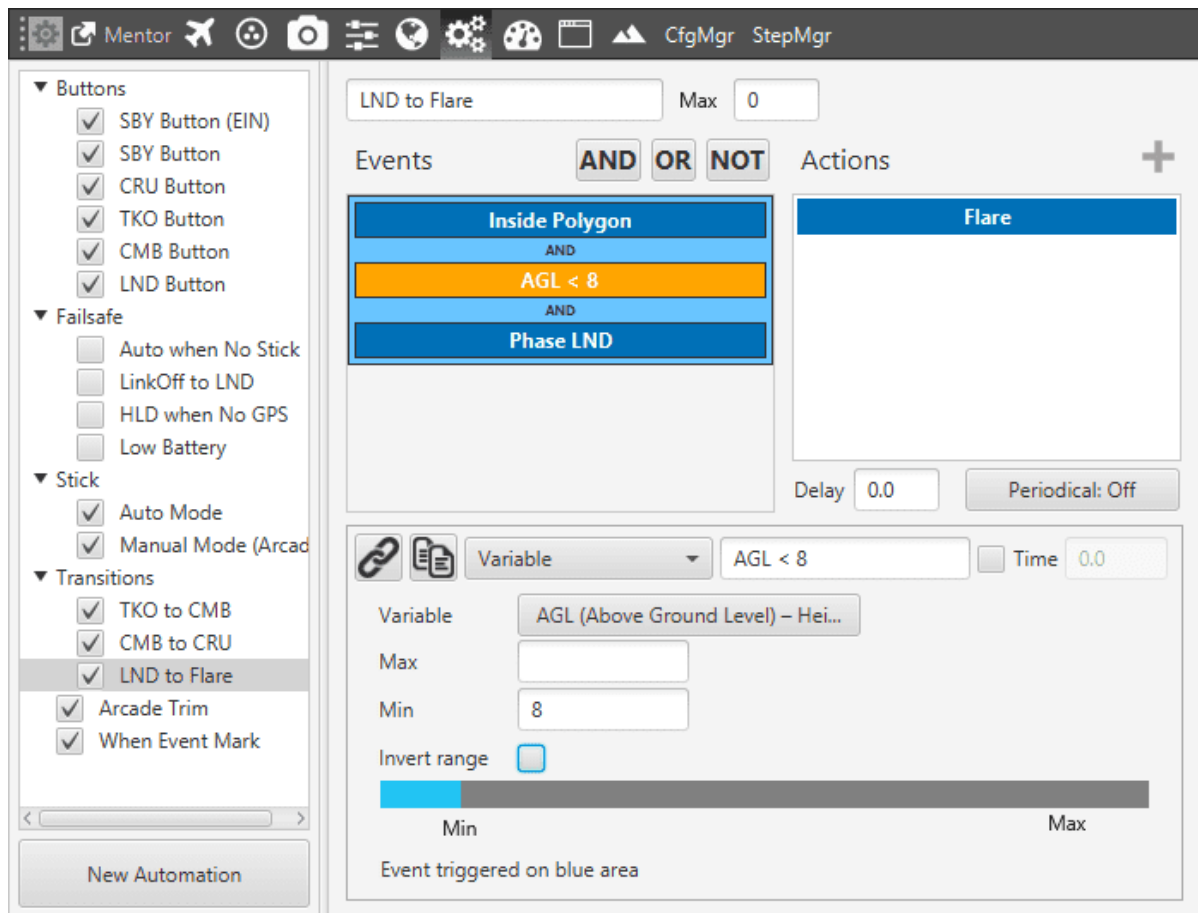 Mentor CfgMgr StepMgr
Buttons
SBY Button (EIN)
SBY Button
CRU Button
TKO Button
CMB Button
LND Button
Failsafe
Auto when No Stick
LinkOff to LND
HLD when No GPS
Low Battery
Stick
Auto Mode
Manual Mode (Arcad
Transitions
TKO to CMB
CMB to CRU
LND to Flare
Arcade Trim
When Event Mark
New Automation
LND to Flare Max 0
Events AND OR NOT Actions
Inside Polygon
AND
AGL < 8
AND
Phase LND
Flare
Delay 0.0 Periodical: Off
Variable AGL < 8 Time 0.0
Variable AGL (Above Ground Level) – Hei...
Max
Min 8
Invert range
Min Max
Event triggered on blue area